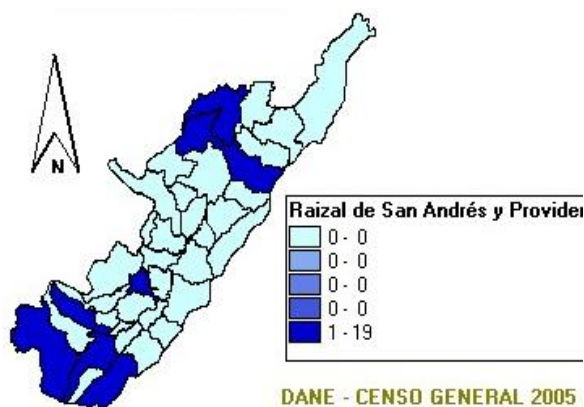 N
Raizal de San Andrés y Providen
0 - 0
0 - 0
0 - 0
0 - 0
1 - 19
DANE - CENSO GENERAL 2005